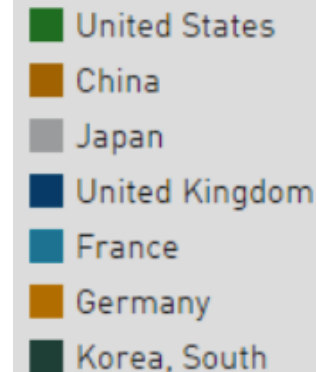 United States
China
Japan
United Kingdom
France
Germany
Korea, South